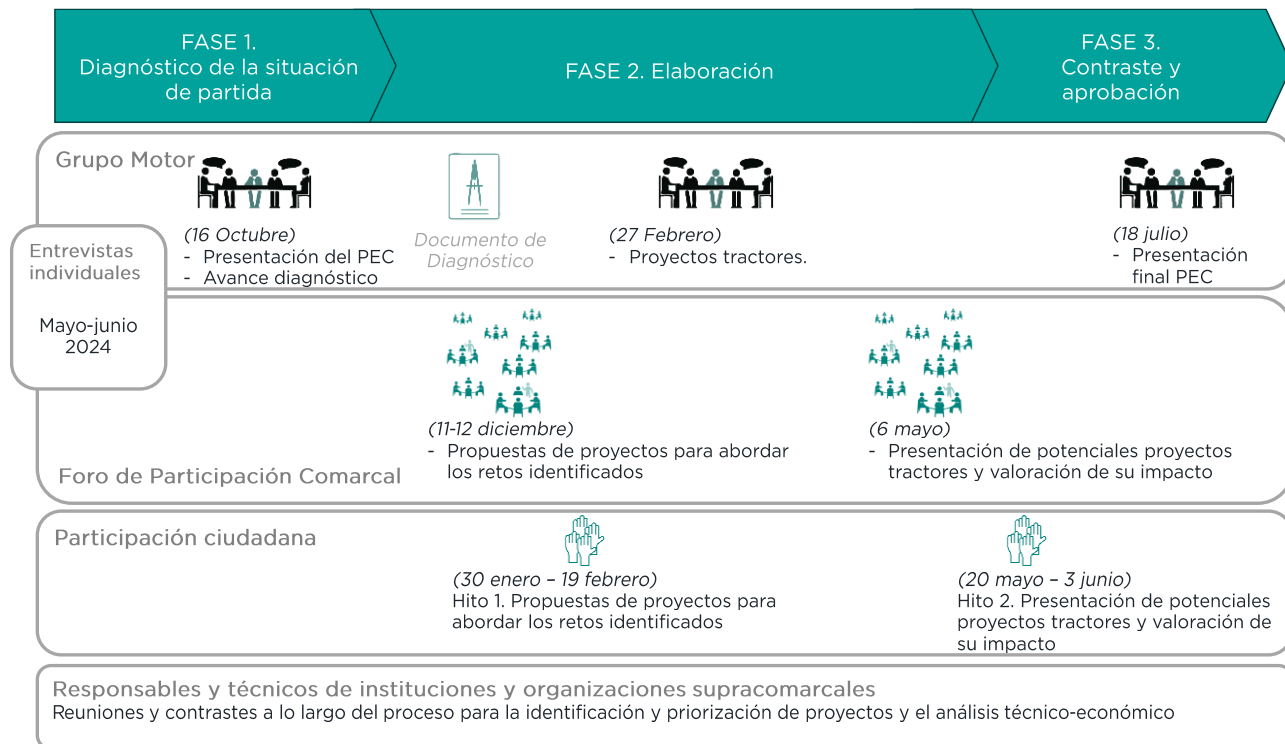 FASE 1.
Diagnóstico de la situación
de partida
FASE 2. Elaboración
FASE 3.
Contraste y
aprobación
Grupo Motor
(16 Octubre)
- Presentación del PEC
- Avance diagnóstico
Documento de
Diagnóstico
(27 Febrero)
- Proyectos tractores.
(18 julio)
- Presentación
final PEC
Entrevistas
individuales
Mayo-junio
2024
(11-12 diciembre)
- Propuestas de proyectos para abordar
los retos identificados
(6 mayo)
- Presentación de potenciales proyectos
tractores y valoración de su impacto
Foro de Participación Comarcal
Participación ciudadana
(30 enero – 19 febrero)
Hito 1. Propuestas de proyectos para
abordar los retos identificados
(20 mayo – 3 junio)
Hito 2. Presentación de potenciales
proyectos tractores y valoración de
su impacto
Responsables y técnicos de instituciones y organizaciones supracomarcales
Reuniones y contrastes a lo largo del proceso para la identificación y priorización de proyectos y el análisis técnico-económico